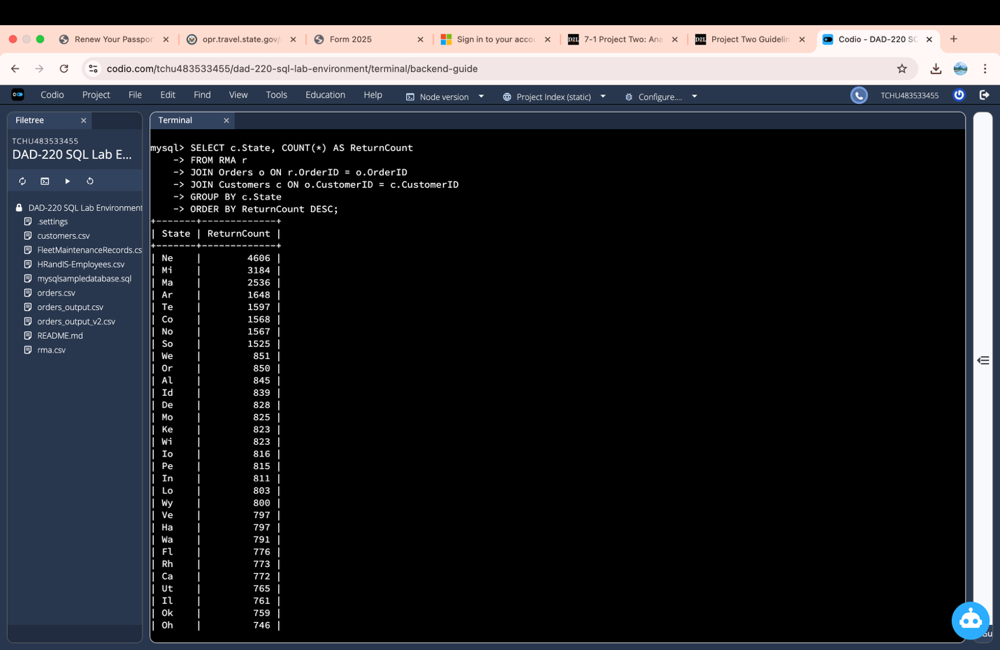 Renew Your Passpor
opr.travel.state.gov/
Form 2025
Sign in to your accou
D2L 7-1 Project Two: Ana
D2L Project Two Guidelin
Codio - DAD-220 SQ
codio.com/tchu483533455/dad-220-sql-lab-environment/terminal/backend-guide
Codio Project File Edit Find View Tools Education Help Node version Project Index (static) Configure.... TCHU483533455
Filetree
TCHU483533455
DAD-220 SQL Lab E...
DAD-220 SQL Lab Environment
.settings
customers.csv
FleetMaintenanceRecords.cs
HRandIS-Employees.csv
mysqlsampledatabase.sql
orders.csv
orders_output.csv
orders_output_v2.csv
README.md
rma.csv
Terminal
mysql> SELECT c.State, COUNT(*) AS ReturnCount
-> FROM RMA r
-> JOIN Orders o ON r.OrderID = o.OrderID
-> JOIN Customers c ON o.CustomerID = c.CustomerID
-> GROUP BY c.State
-> ORDER BY ReturnCount DESC;
+-------+-------------+
| State | ReturnCount |
+-------+-------------+
| Ne | 4606 |
| Mi | 3184 |
| Ma | 2536 |
| Ar | 1648 |
| Te | 1597 |
| Co | 1568 |
| No | 1567 |
| So | 1525 |
| We | 851 |
| Or | 850 |
| Al | 845 |
| Id | 839 |
| De | 828 |
| Mo | 825 |
| Ke | 823 |
| Wi | 823 |
| Io | 816 |
| Pe | 815 |
| In | 811 |
| Lo | 803 |
| Wy | 800 |
| Ve | 797 |
| Ha | 797 |
| Wa | 791 |
| Fl | 776 |
| Rh | 773 |
| Ca | 772 |
| Ut | 765 |
| Il | 761 |
| Ok | 759 |
| Oh | 746 |